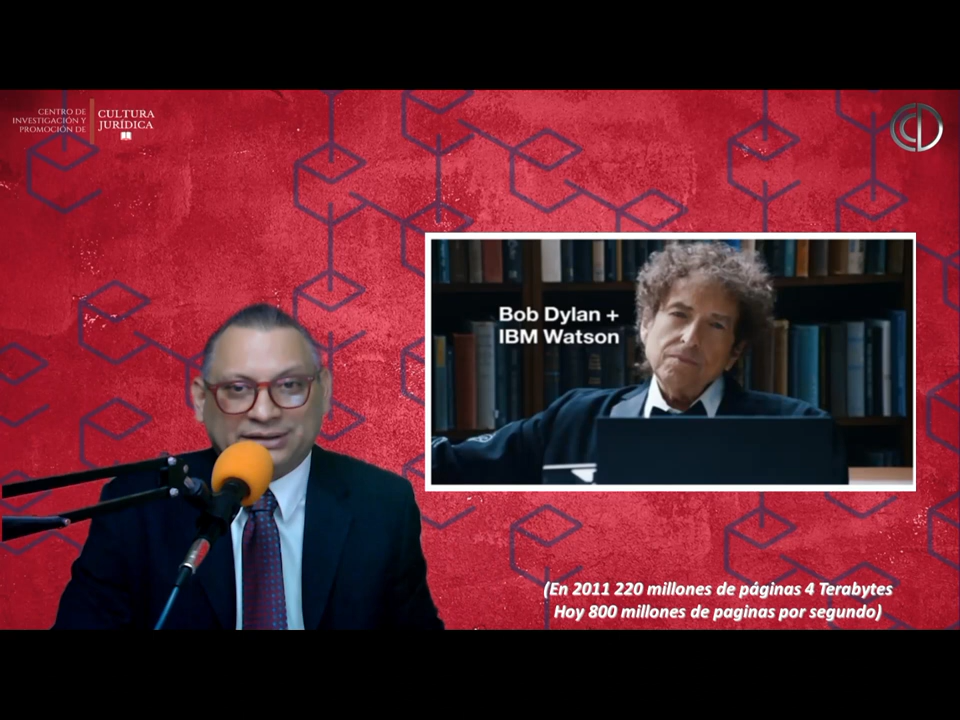 CENTRO DE
INVESTIGACIÓN Y
PROMOCIÓN DE
CULTURA
JURÍDICA
Bob Dylan +
IBM Watson
(En 2011 220 millones de páginas 4 Terabytes
Hoy 800 millones de paginas por segundo)